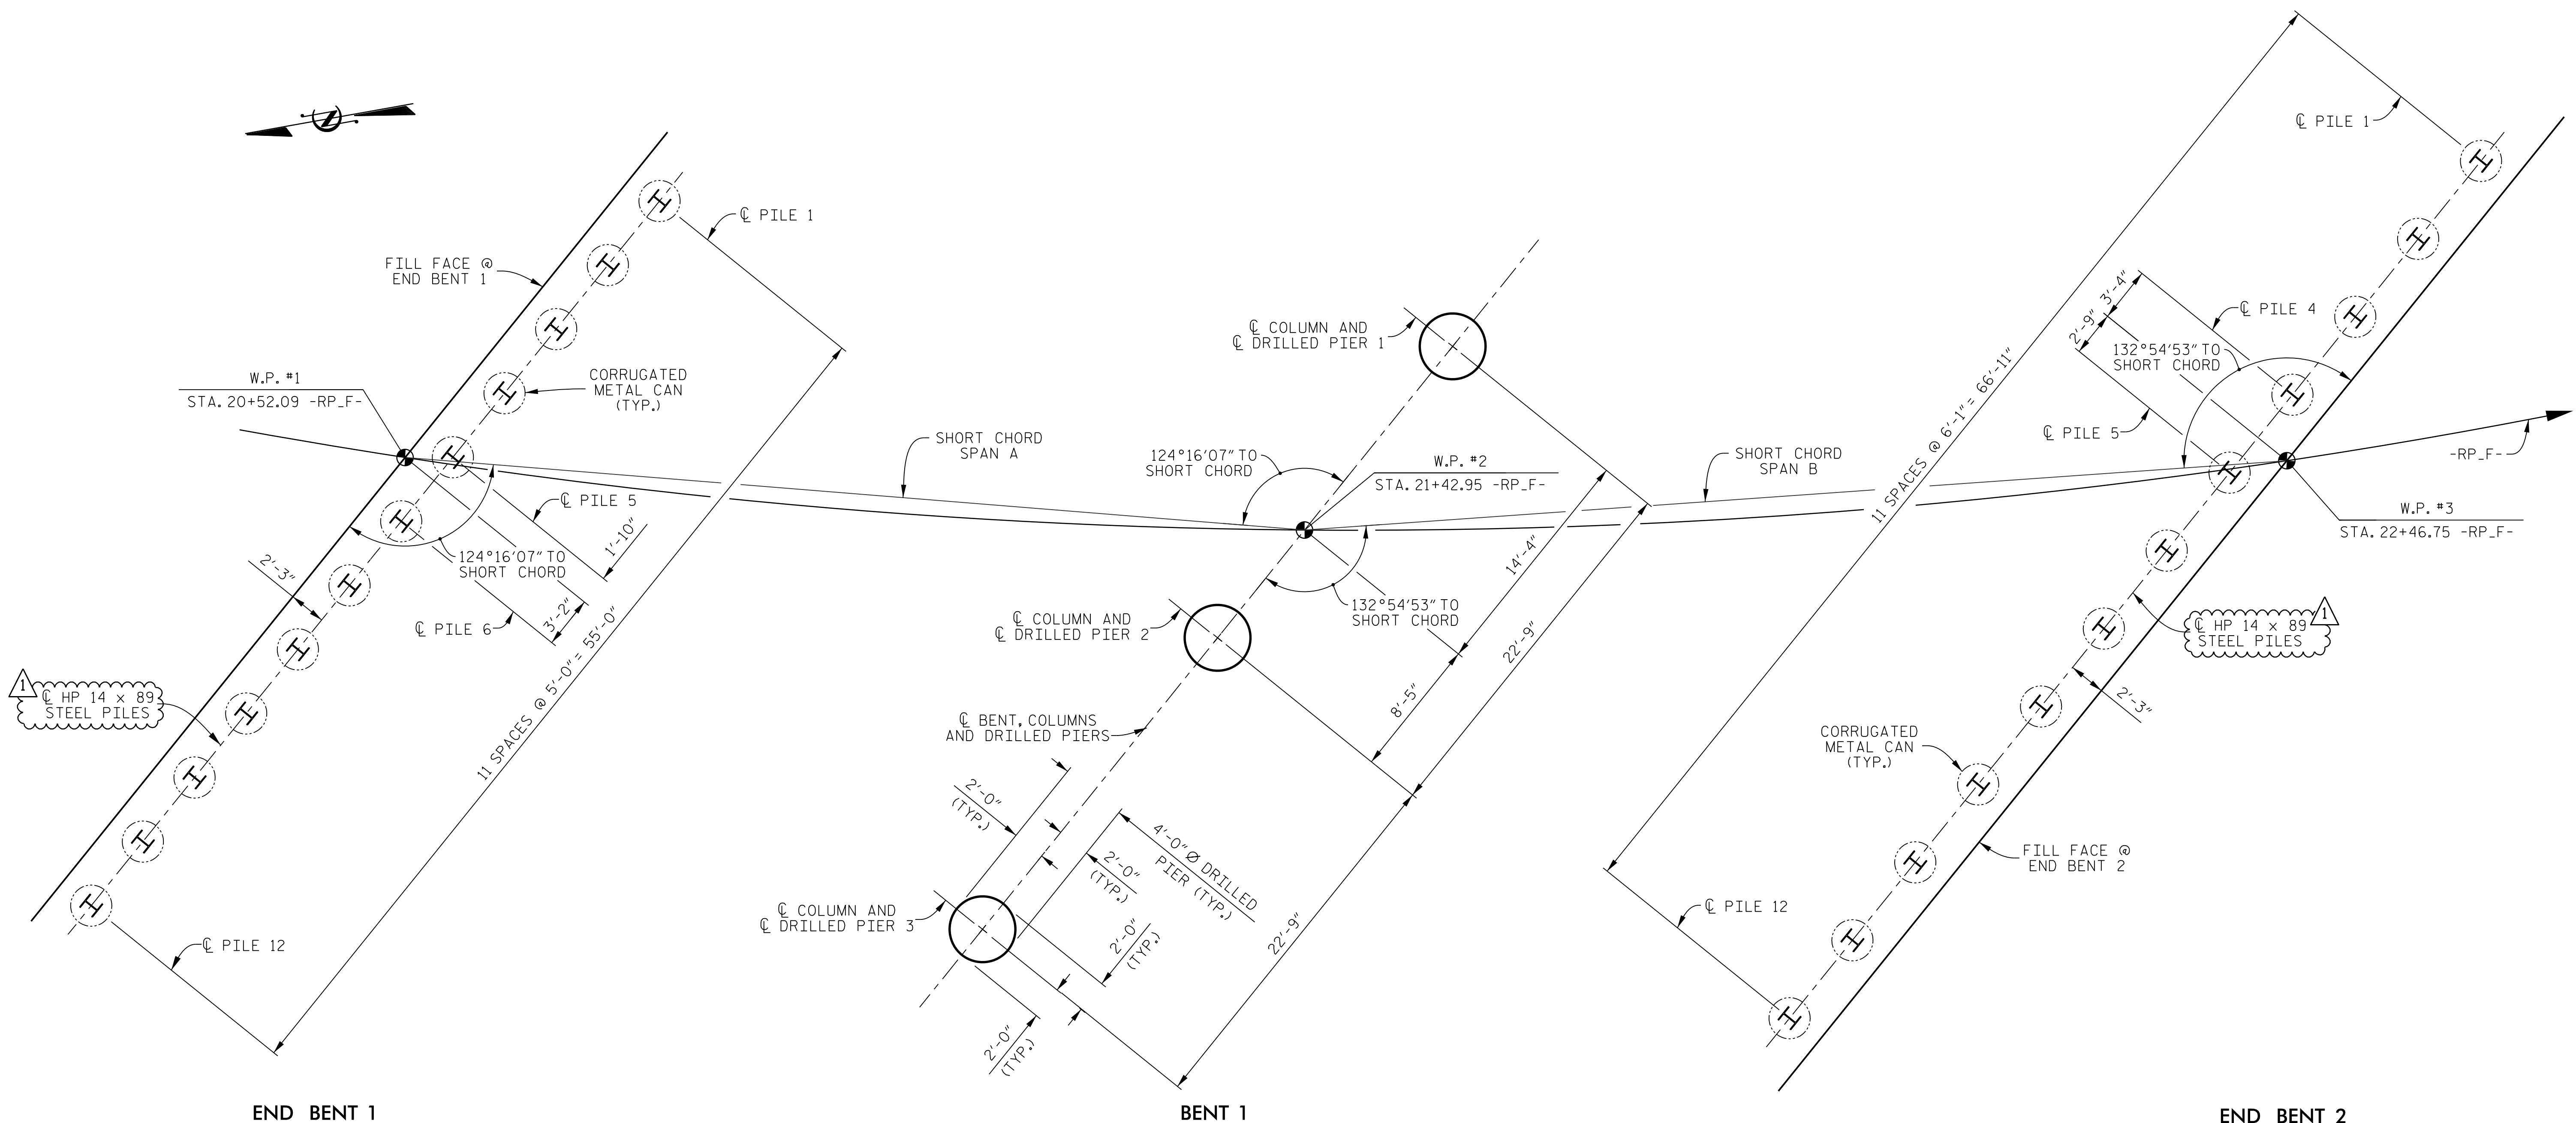 ℄ PILE 1
FILL FACE @
END BENT 1
CORRUGATED
METAL CAN
(TYP.)
W.P. #1
STA. 20+52.09 -RP_F-
℄ PILE 5
1'-10"
124°16'07" TO
SHORT CHORD
2'-3"
3'-2"
℄ PILE 6
1
℄ HP 14 x 89
STEEL PILES
11 SPACES @ 5'-0" = 55'-0"
℄ PILE 12
END BENT 1
SHORT CHORD
SPAN A
℄ COLUMN AND
℄ DRILLED PIER 1
124°16'07" TO
SHORT CHORD
W.P. #2
STA. 21+42.95 -RP_F-
SHORT CHORD
SPAN B
14'-4"
132°54'53" TO
SHORT CHORD
℄ COLUMN AND
℄ DRILLED PIER 2
22'-9"
8'-5"
℄ BENT, COLUMNS
AND DRILLED PIERS
2'-0"
(TYP.)
4'-0" Ø DRILLED
PIER (TYP.)
2'-0"
(TYP.)
℄ COLUMN AND
℄ DRILLED PIER 3
2'-0"
(TYP.)
22'-9"
2'-0"
(TYP.)
BENT 1
℄ PILE 1
3'-4"
℄ PILE 4
2'-9"
132°54'53" TO
SHORT CHORD
11 SPACES @ 6'-1" = 66'-11"
℄ PILE 5
-RP_F-
W.P. #3
STA. 22+46.75 -RP_F-
1
℄ HP 14 x 89
STEEL PILES
2'-3"
CORRUGATED
METAL CAN
(TYP.)
FILL FACE @
END BENT 2
℄ PILE 12
END BENT 2